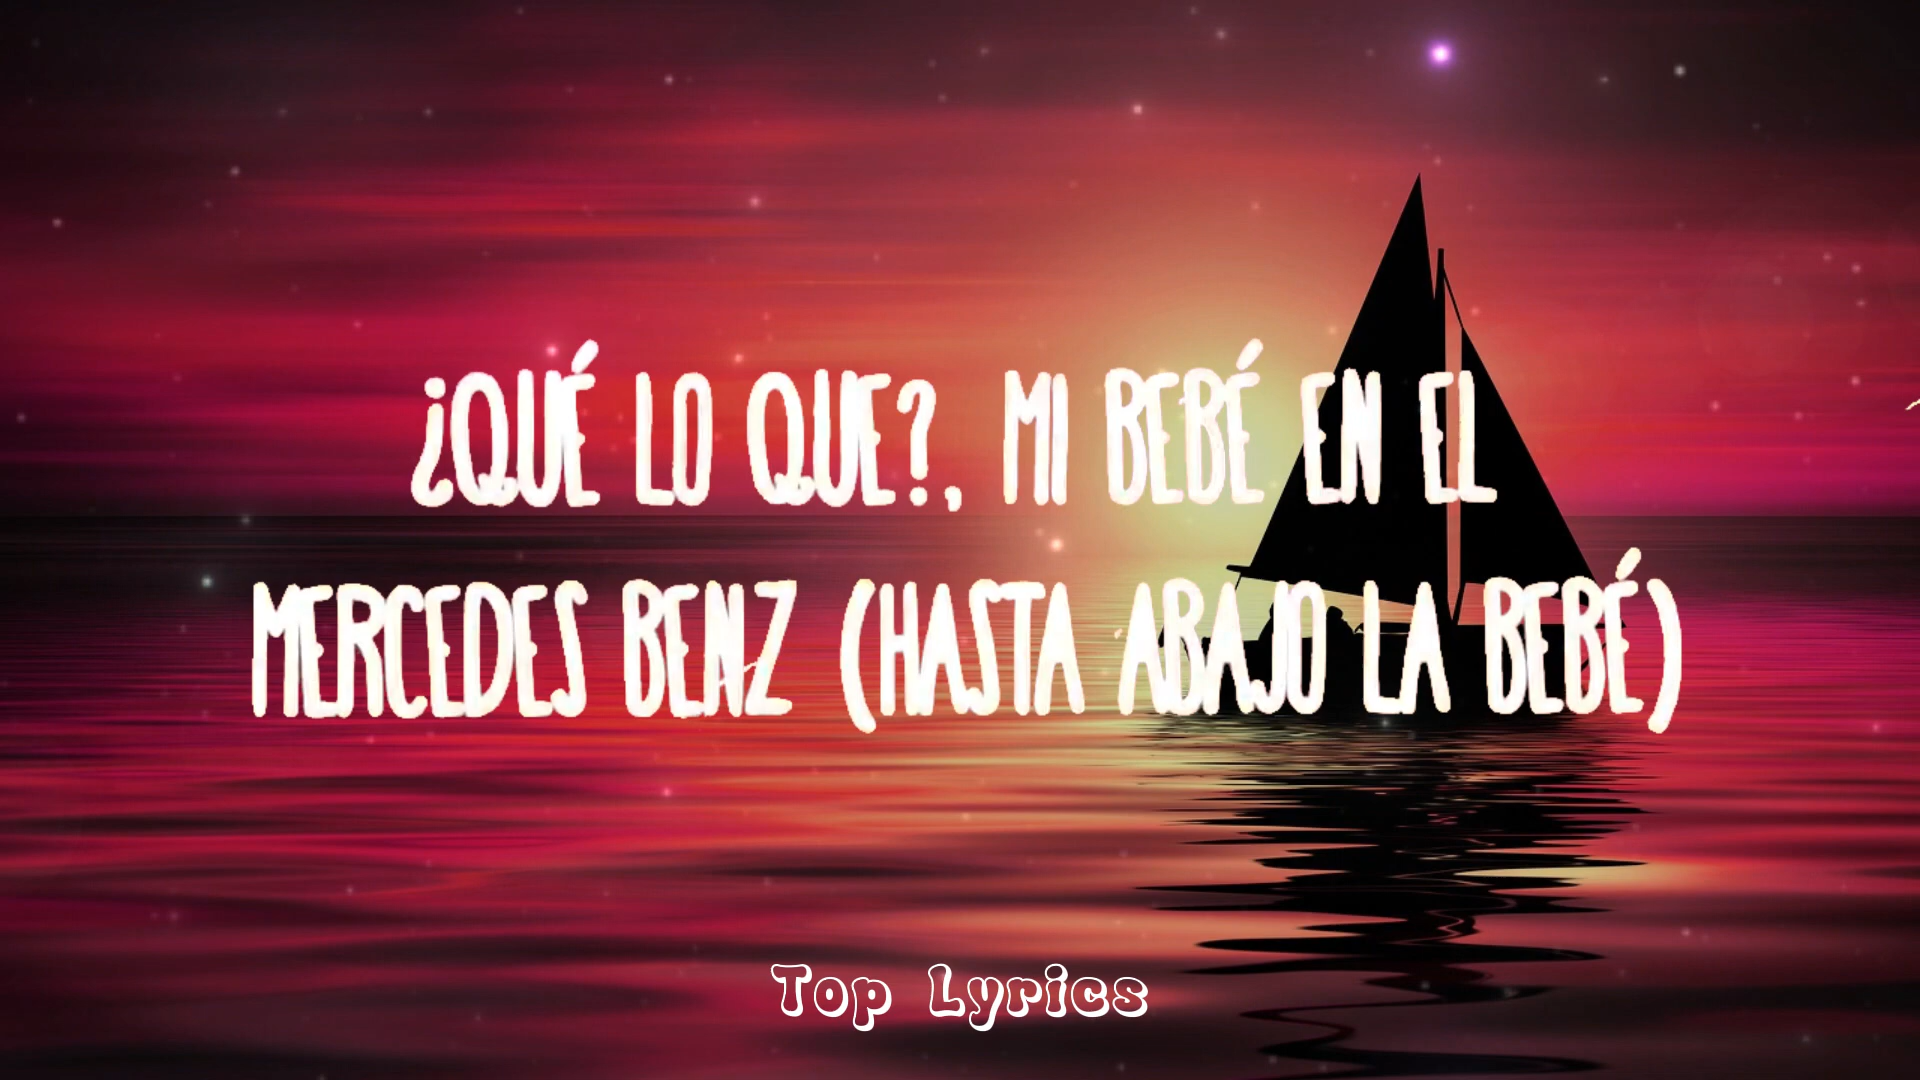 ¿QUÉ LO QUE?, MI BEBÉ EN EL
MERCEDES BENZ (HASTA ABAJO LA BEBÉ)
Top Lyrics